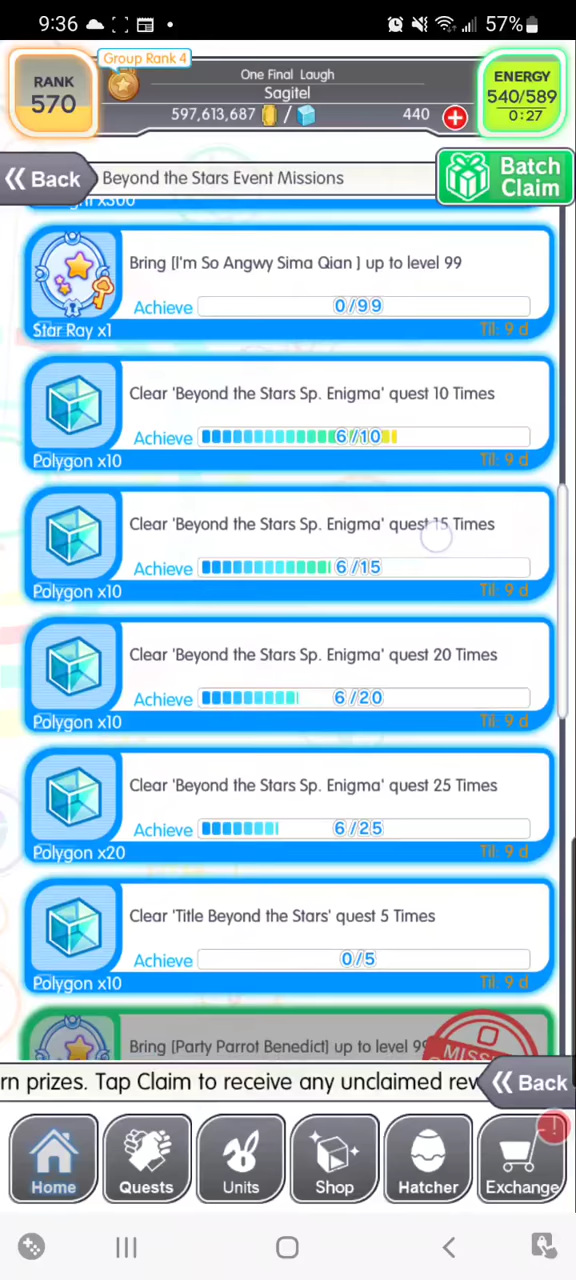 9:36
57%
Group Rank 4
RANK
570
One Final Laugh
Sagitel
597,613,687 /
440
ENERGY
540/589
0:27
Back
Beyond the Stars Event Missions
Batch
Claim
x300
Bring [I'm So Angwy Sima Qian ] up to level 99
Achieve 0/99
Star Ray x1
Til: 9 d
Clear 'Beyond the Stars Sp. Enigma' quest 10 Times
Achieve 6/10
Polygon x10
Til: 9 d
Clear 'Beyond the Stars Sp. Enigma' quest 15 Times
Achieve 6/15
Polygon x10
Til: 9 d
Clear 'Beyond the Stars Sp. Enigma' quest 20 Times
Achieve 6/20
Polygon x10
Til: 9 d
Clear 'Beyond the Stars Sp. Enigma' quest 25 Times
Achieve 6/25
Polygon x20
Til: 9 d
Clear 'Title Beyond the Stars' quest 5 Times
Achieve 0/5
Polygon x10
Til: 9 d
Bring [Party Parrot Benedict] up to level 99
MISS
rn prizes. Tap Claim to receive any unclaimed rew
Back
Home
Quests
Units
Shop
Hatcher
Exchange